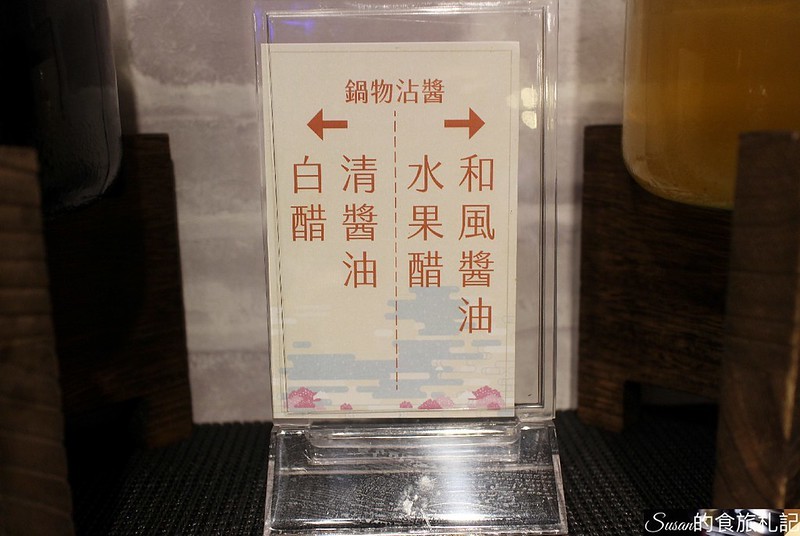 鍋物沾醬
和風醬油
水果醋
清醬油
白醋
Susan的食旅札記